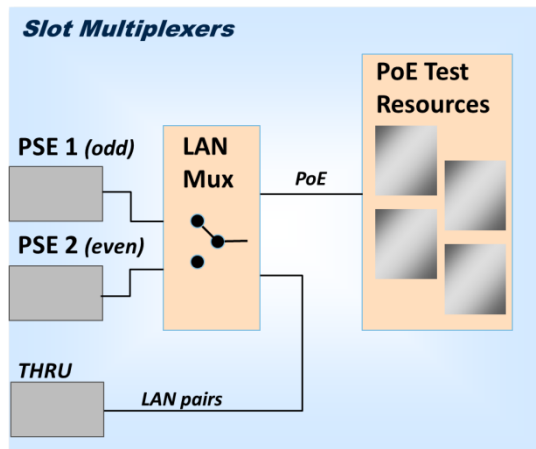 Slot Multiplexers
PoE Test
Resources
PSE 1 (odd)
LAN
Mux
PoE
PSE 2 (even)
THRU
LAN pairs